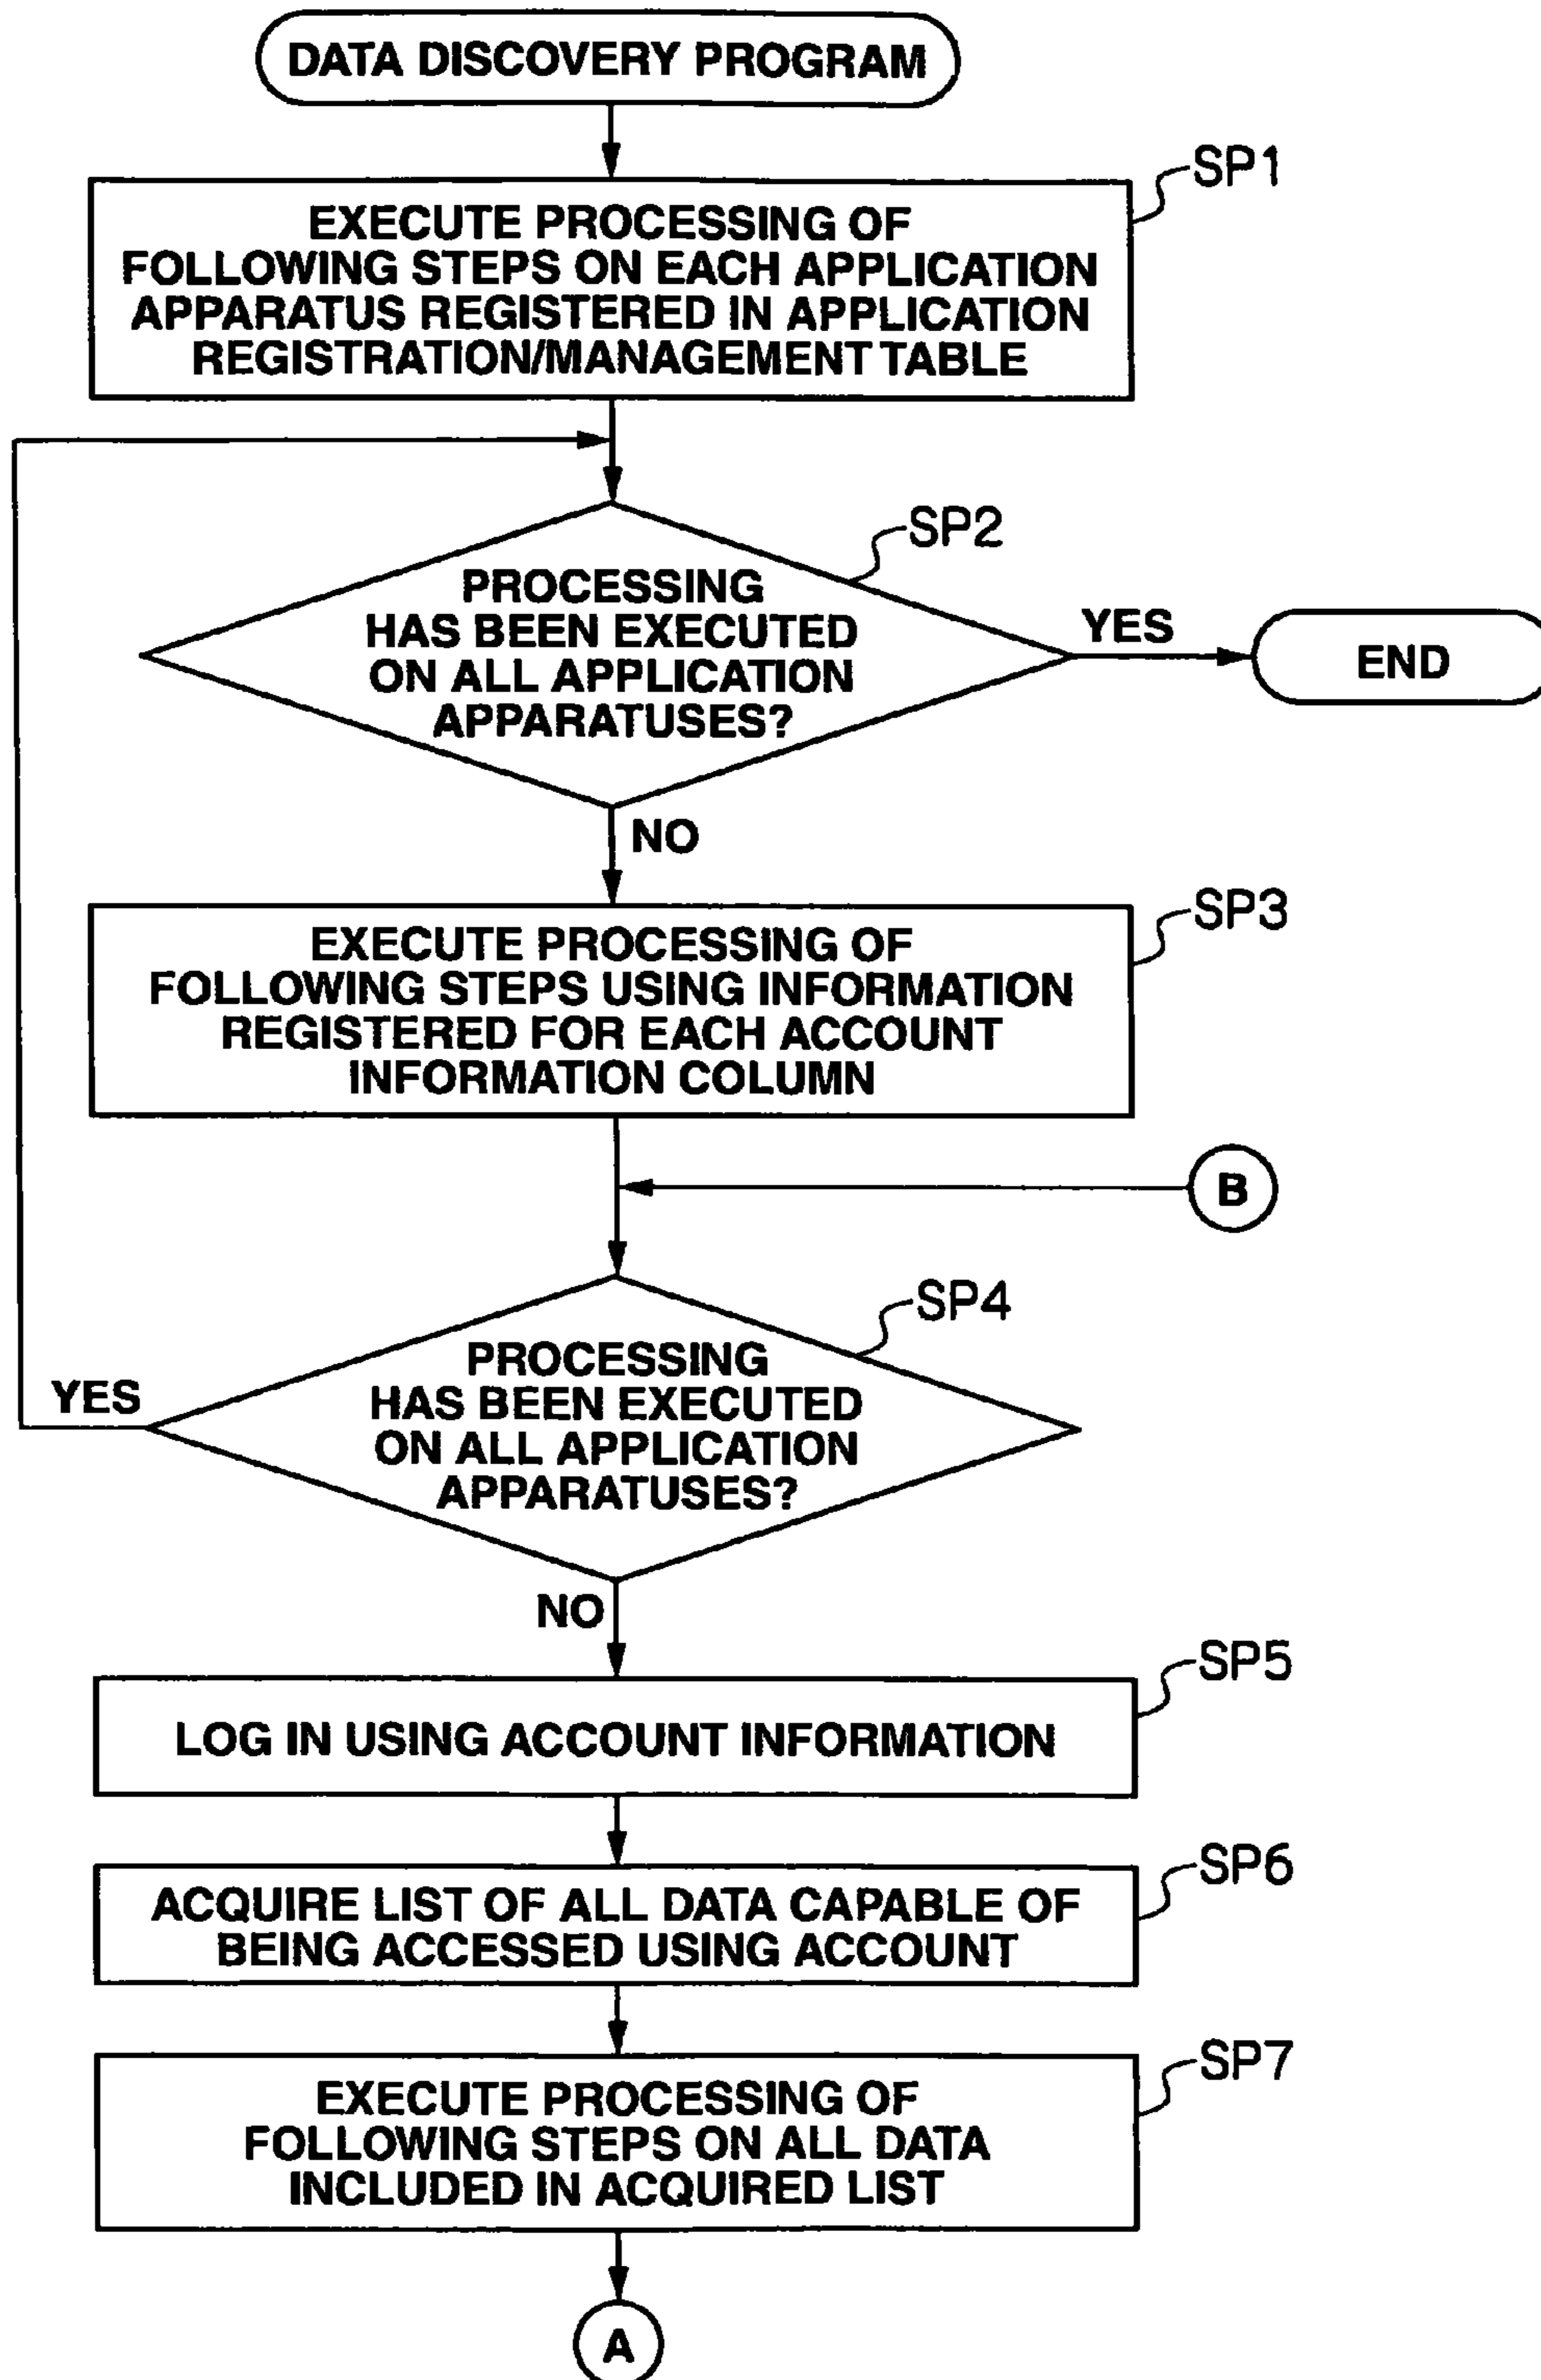 DATA DISCOVERY PROGRAM
SP1
EXECUTE PROCESSING OF
FOLLOWING STEPS ON EACH APPLICATION
APPARATUS REGISTERED IN APPLICATION
REGISTRATION/MANAGEMENT TABLE
SP2
PROCESSING
HAS BEEN EXECUTED
ON ALL APPLICATION
APPARATUSES?
YES
END
NO
SP3
EXECUTE PROCESSING OF
FOLLOWING STEPS USING INFORMATION
REGISTERED FOR EACH ACCOUNT
INFORMATION COLUMN
B
SP4
PROCESSING
HAS BEEN EXECUTED
ON ALL APPLICATION
APPARATUSES?
YES
NO
SP5
LOG IN USING ACCOUNT INFORMATION
SP6
ACQUIRE LIST OF ALL DATA CAPABLE OF
BEING ACCESSED USING ACCOUNT
SP7
EXECUTE PROCESSING OF
FOLLOWING STEPS ON ALL DATA
INCLUDED IN ACQUIRED LIST
A